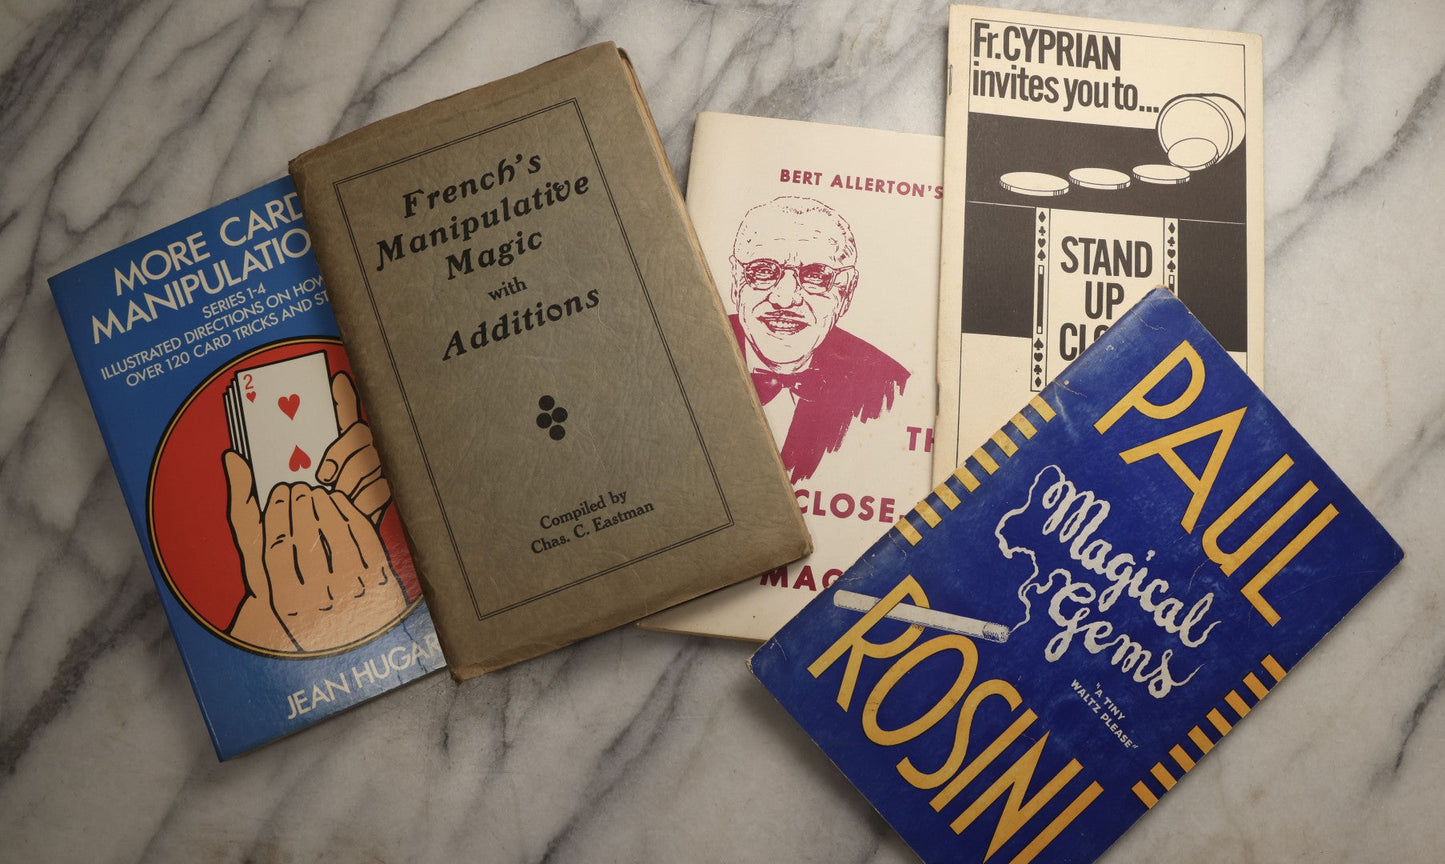 MORE CARD
MANIPULATIO
SERIES 1-4
ILLUSTRATED DIRECTIONS ON HOW
OVER 120 CARD TRICKS AND ST
2
JEAN HUGAR
French's
Manipulative
Magic
with
Additions
Compiled by
Chas. C. Eastman
BERT ALLERTON'S
TH
CLOSE-
MAG
Fr. CYPRIAN
invites you to...
STAND
UP
CLO
PAUL
ROSINI
Magical
Gems
"A TINY
WALTZ PLEASE"